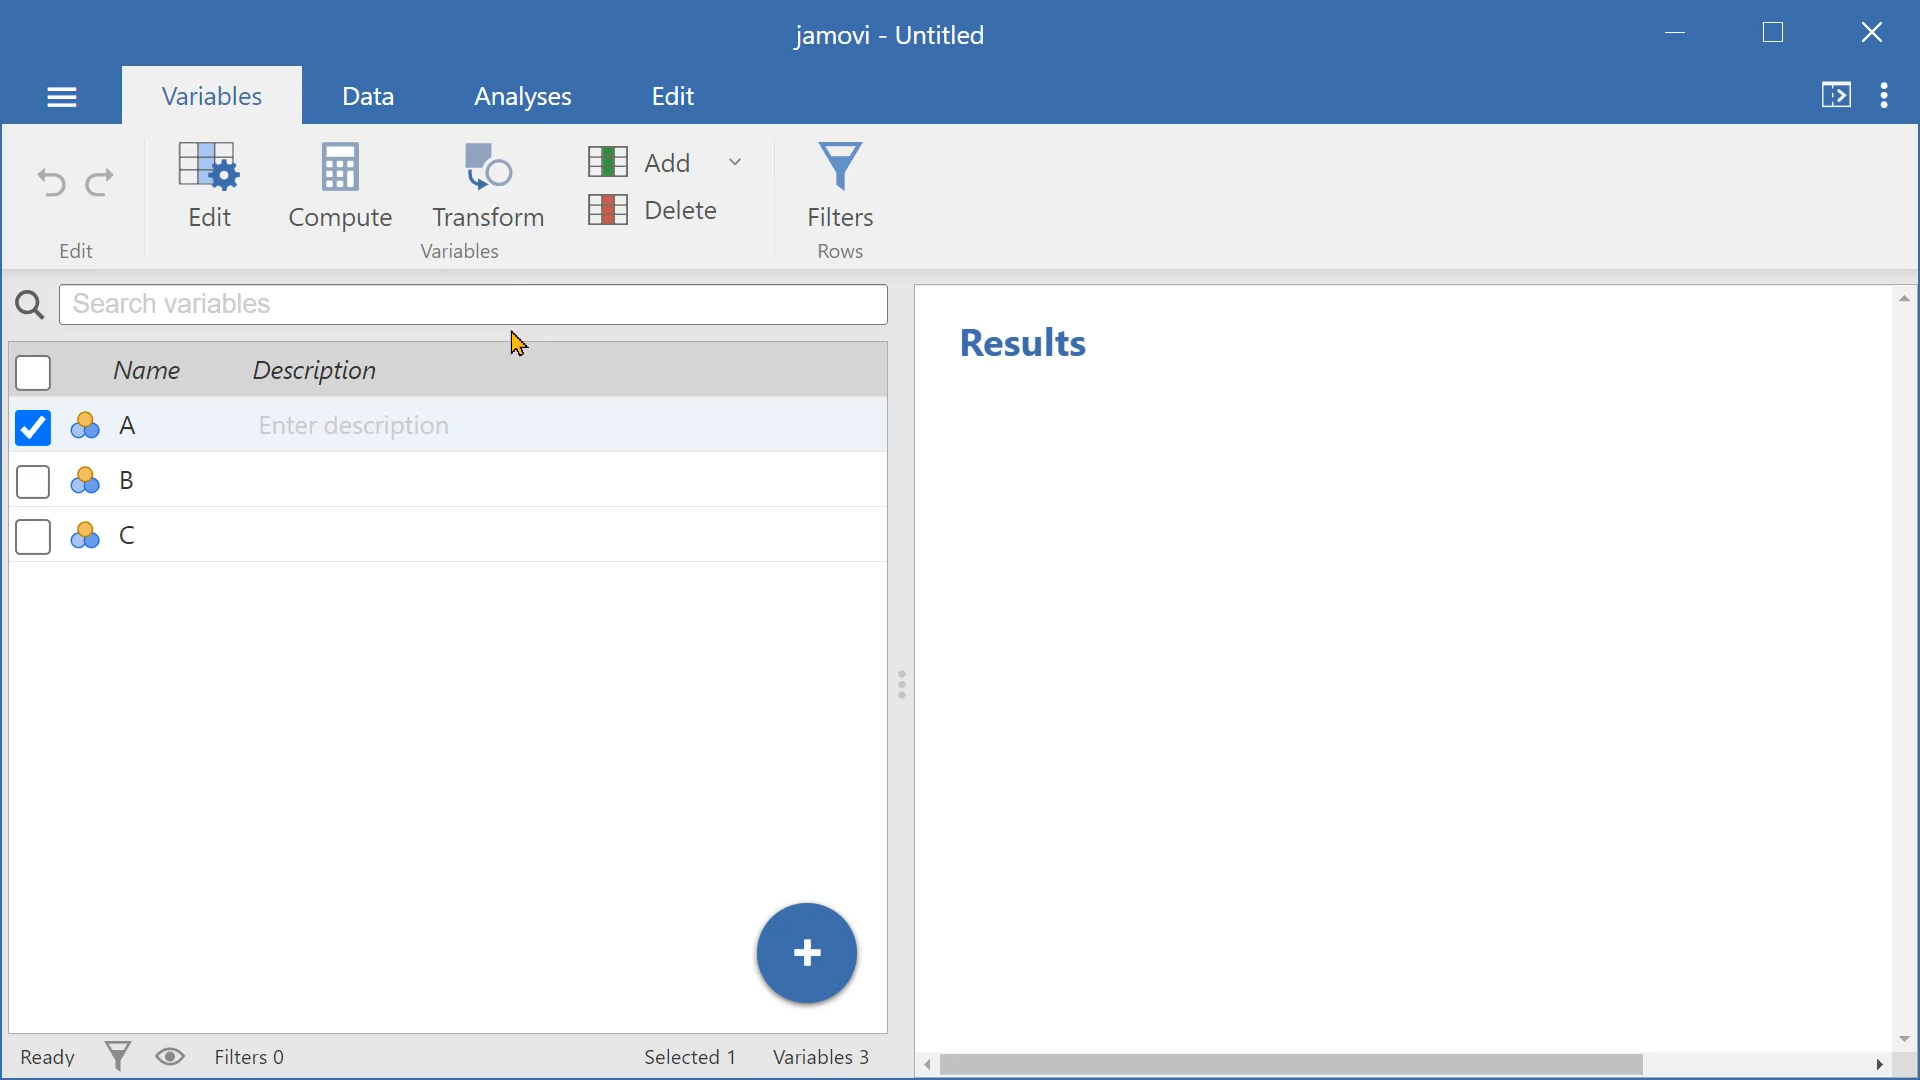 jamovi - Untitled
Variables Data Analyses Edit
Edit Compute Transform Add Delete Filters
Edit Variables Rows
Search variables
Name Description
A Enter description
B
C
Results
Ready Filters 0 Selected 1 Variables 3